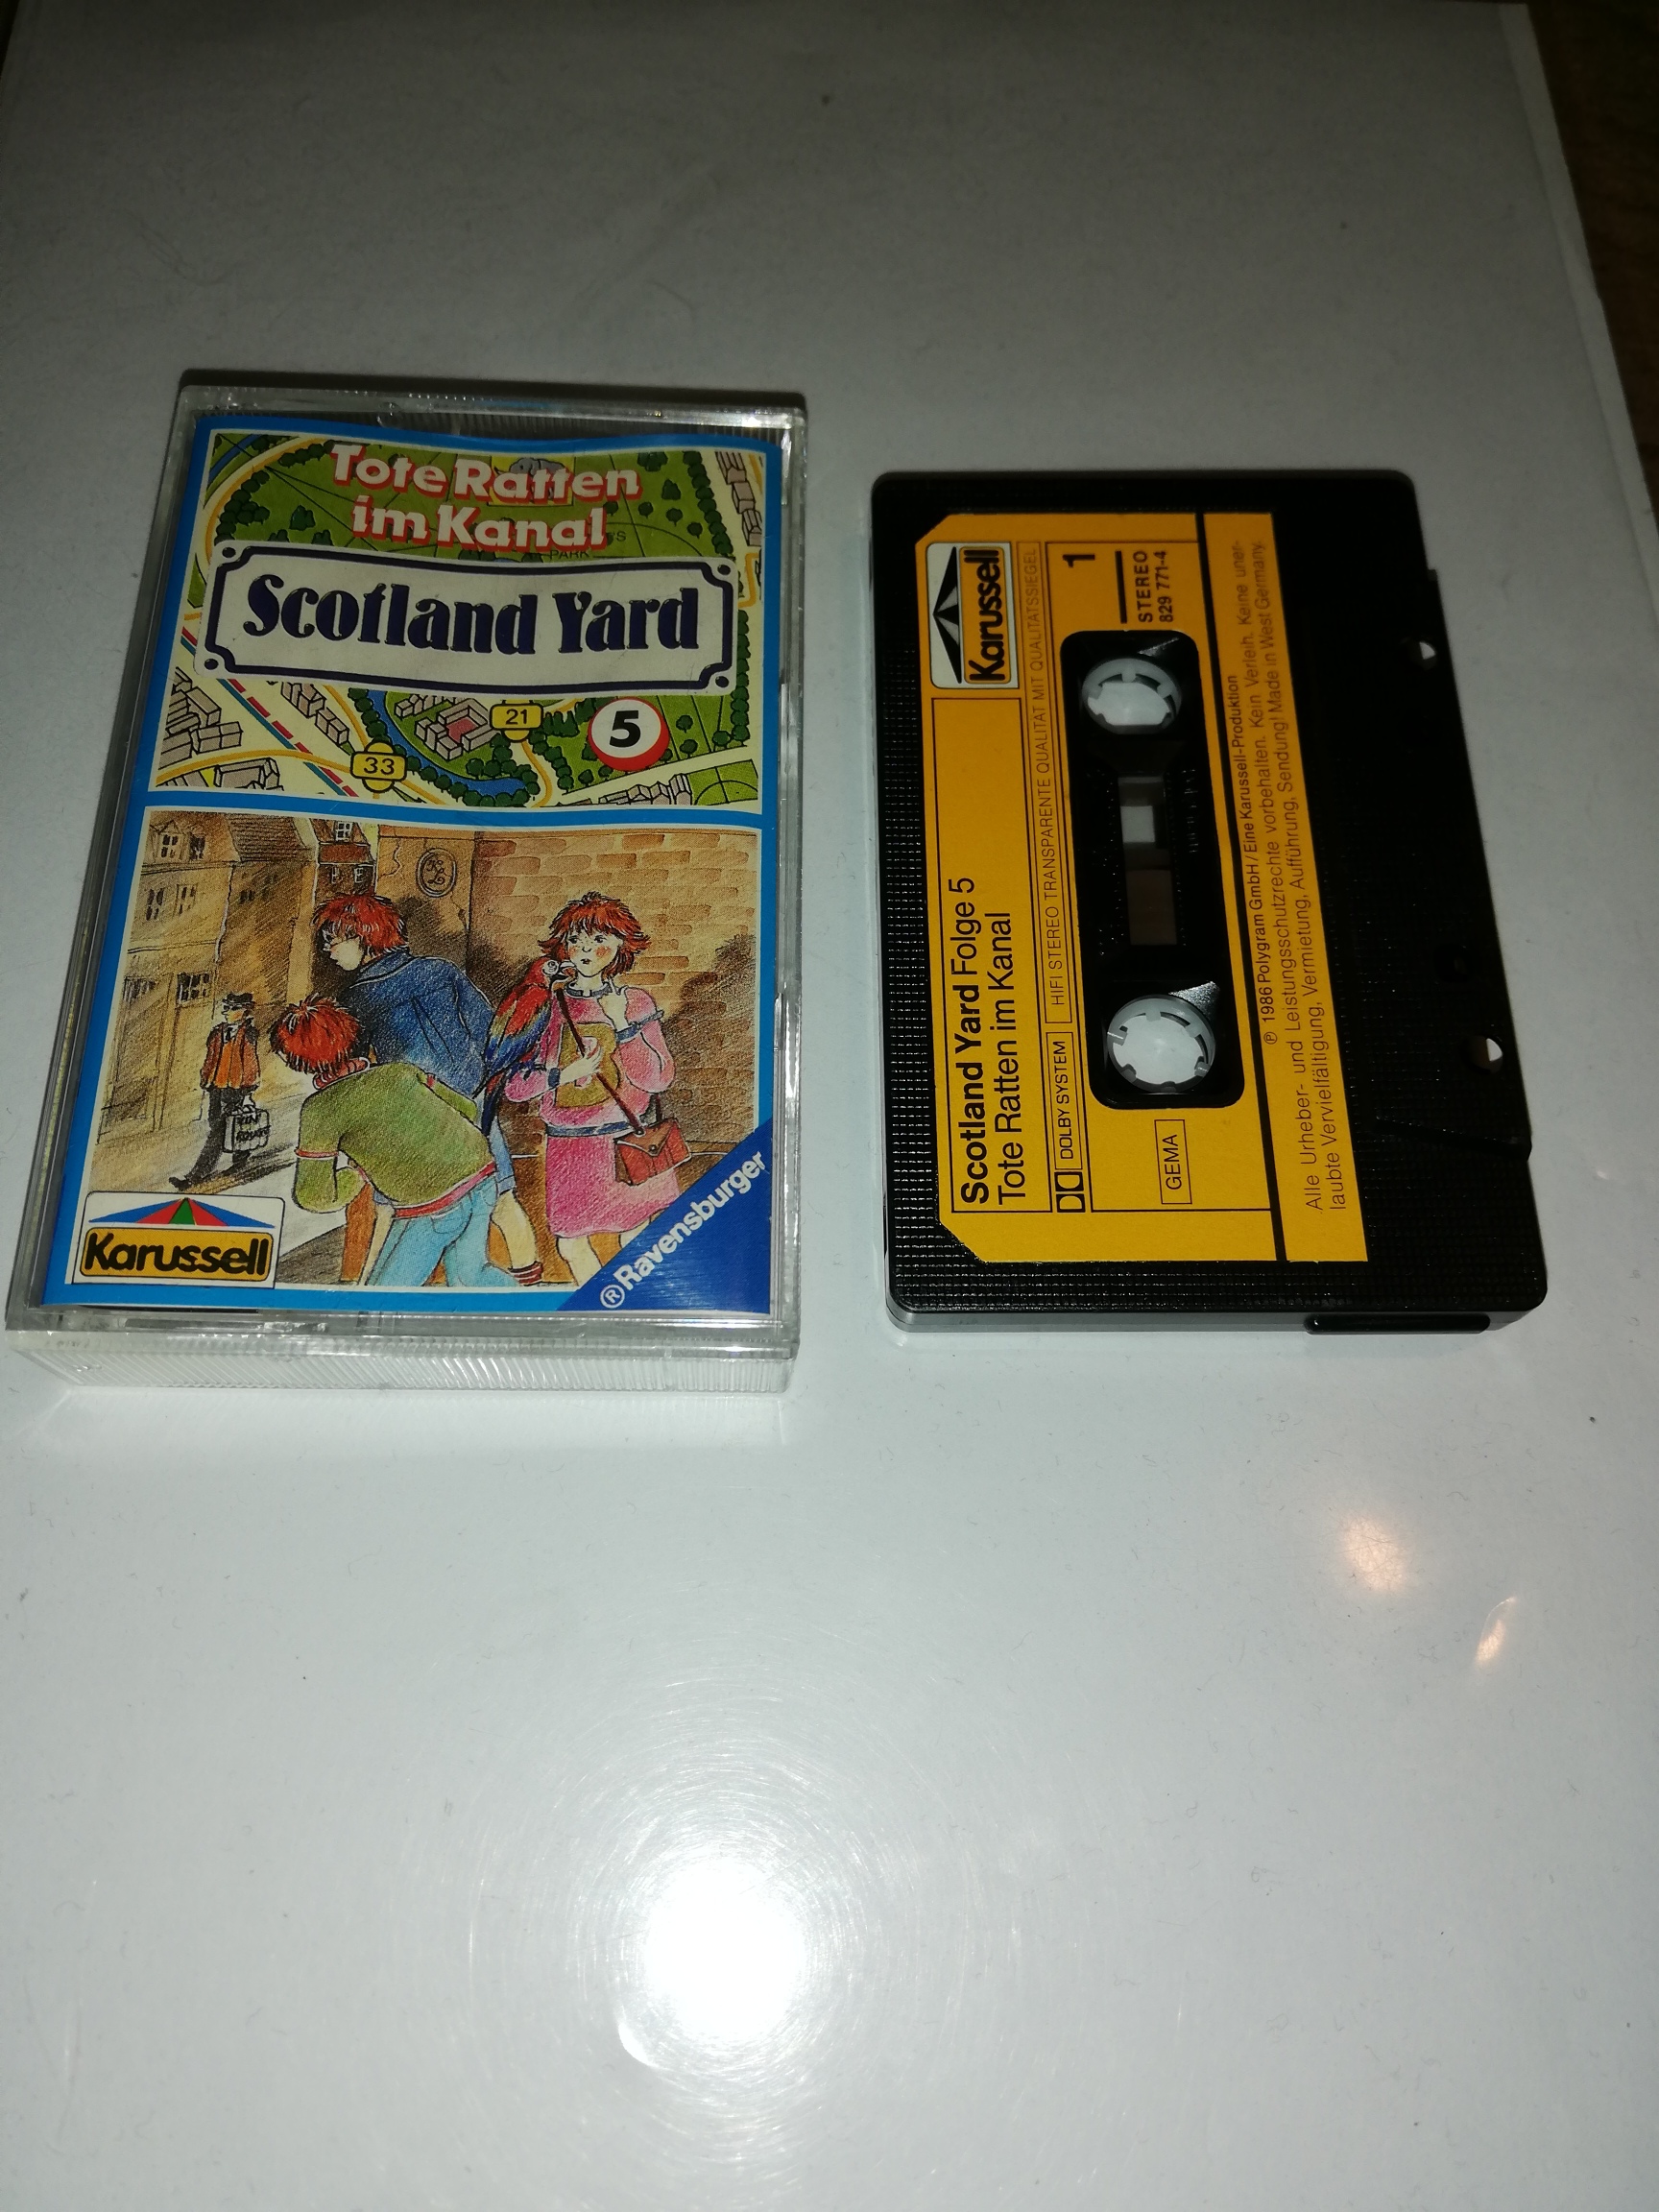 Tote Ratten
im Kanal
PARK
Scotland Yard
21
5
33
Karussell
®Ravensburger
Karussell
Scotland Yard Folge 5
Tote Ratten im Kanal
DOLBY SYSTEM
HIFI STEREO TRANSPARENTE QUALITÄT MIT QUALITÄTSSIEGEL
1
STEREO
829 771-4
GEMA
℗ 1986 Polygram GmbH / Eine Karussell-Produktion
Alle Urheber- und Leistungsschutzrechte vorbehalten. Kein Verleih. Keine uner-
laubte Vervielfältigung, Vermietung, Aufführung, Sendung! Made in West Germany.